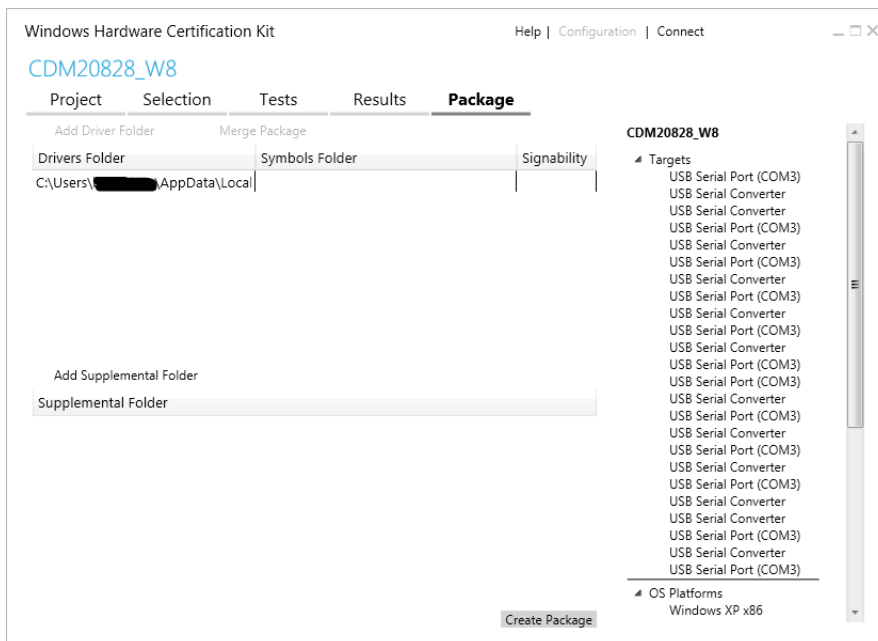 Windows Hardware Certification Kit
Help | Configuration | Connect
CDM20828_W8
Project Selection Tests Results Package
Add Driver Folder Merge Package
Drivers Folder Symbols Folder Signability
C:\Users\ \AppData\Local
Add Supplemental Folder
Supplemental Folder
Create Package
CDM20828_W8
Targets
USB Serial Port (COM3)
USB Serial Converter
USB Serial Converter
USB Serial Port (COM3)
USB Serial Converter
USB Serial Port (COM3)
USB Serial Converter
USB Serial Port (COM3)
USB Serial Converter
USB Serial Port (COM3)
USB Serial Converter
USB Serial Port (COM3)
USB Serial Port (COM3)
USB Serial Converter
USB Serial Port (COM3)
USB Serial Converter
USB Serial Port (COM3)
USB Serial Converter
USB Serial Port (COM3)
USB Serial Converter
USB Serial Converter
USB Serial Port (COM3)
USB Serial Converter
USB Serial Port (COM3)
OS Platforms
Windows XP x86